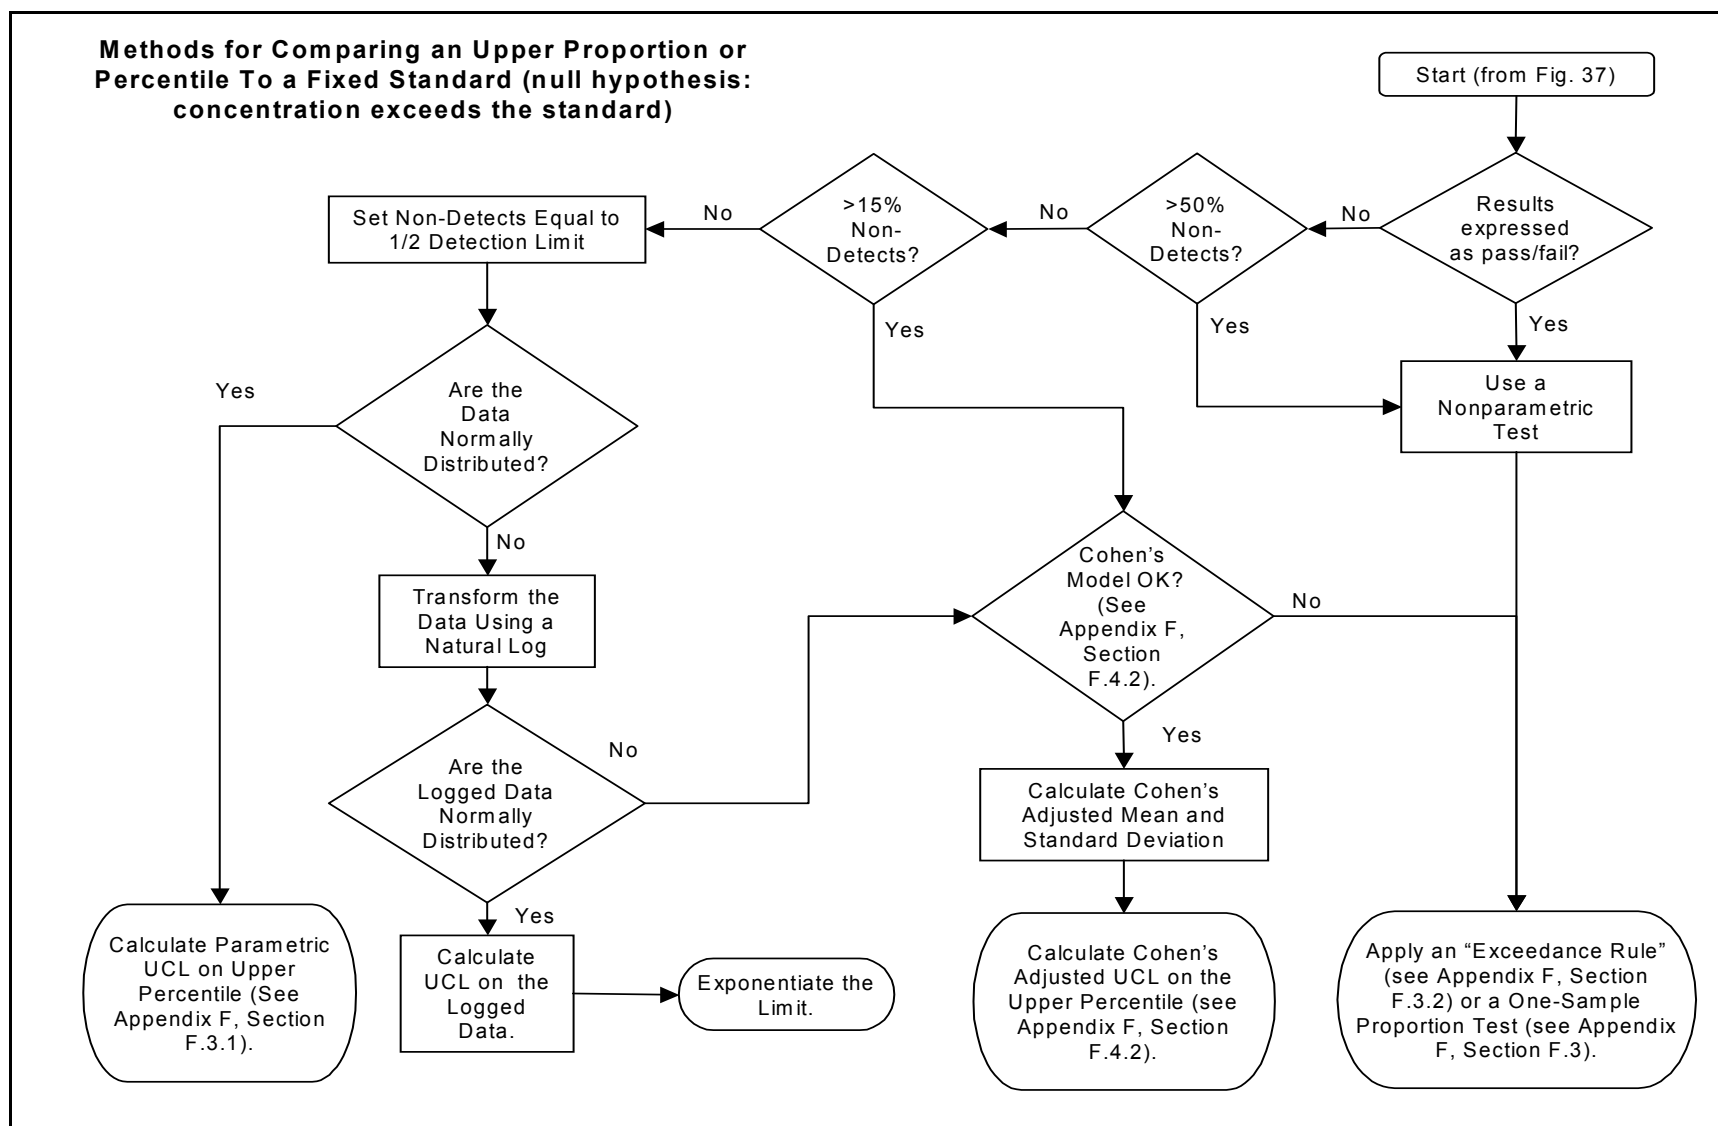 Methods for Comparing an Upper Proportion or
Percentile To a Fixed Standard (null hypothesis:
concentration exceeds the standard)
Start (from Fig. 37)
Results
expressed
as pass/fail?
No
Yes
>50%
Non-
Detects?
No
Yes
>15%
Non-
Detects?
No
Yes
Set Non-Detects Equal to
1/2 Detection Limit
Use a
Nonparametric
Test
Are the
Data
Normally
Distributed?
Yes
No
Transform the
Data Using a
Natural Log
Cohen's
Model OK?
(See
Appendix F,
Section
F.4.2).
No
Yes
Are the
Logged Data
Normally
Distributed?
No
Yes
Calculate Cohen's
Adjusted Mean and
Standard Deviation
Calculate Parametric
UCL on Upper
Percentile (See
Appendix F, Section
F.3.1).
Calculate
UCL on the
Logged
Data.
Exponentiate the
Limit.
Calculate Cohen's
Adjusted UCL on the
Upper Percentile (see
Appendix F, Section
F.4.2).
Apply an “Exceedance Rule”
(see Appendix F, Section
F.3.2) or a One-Sample
Proportion Test (see Appendix
F, Section F.3).